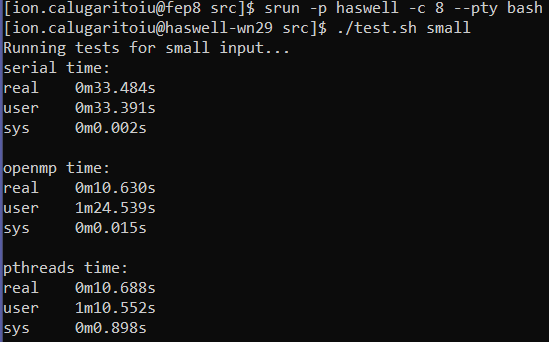 [ion.calugaritoiu@fep8 src]$ srun -p haswell -c 8 --pty bash
[ion.calugaritoiu@haswell-wn29 src]$ ./test.sh small
Running tests for small input...
serial time:
real    0m33.484s
user    0m33.391s
sys     0m0.002s

openmp time:
real    0m10.630s
user    1m24.539s
sys     0m0.015s

pthreads time:
real    0m10.688s
user    1m10.552s
sys     0m0.898s